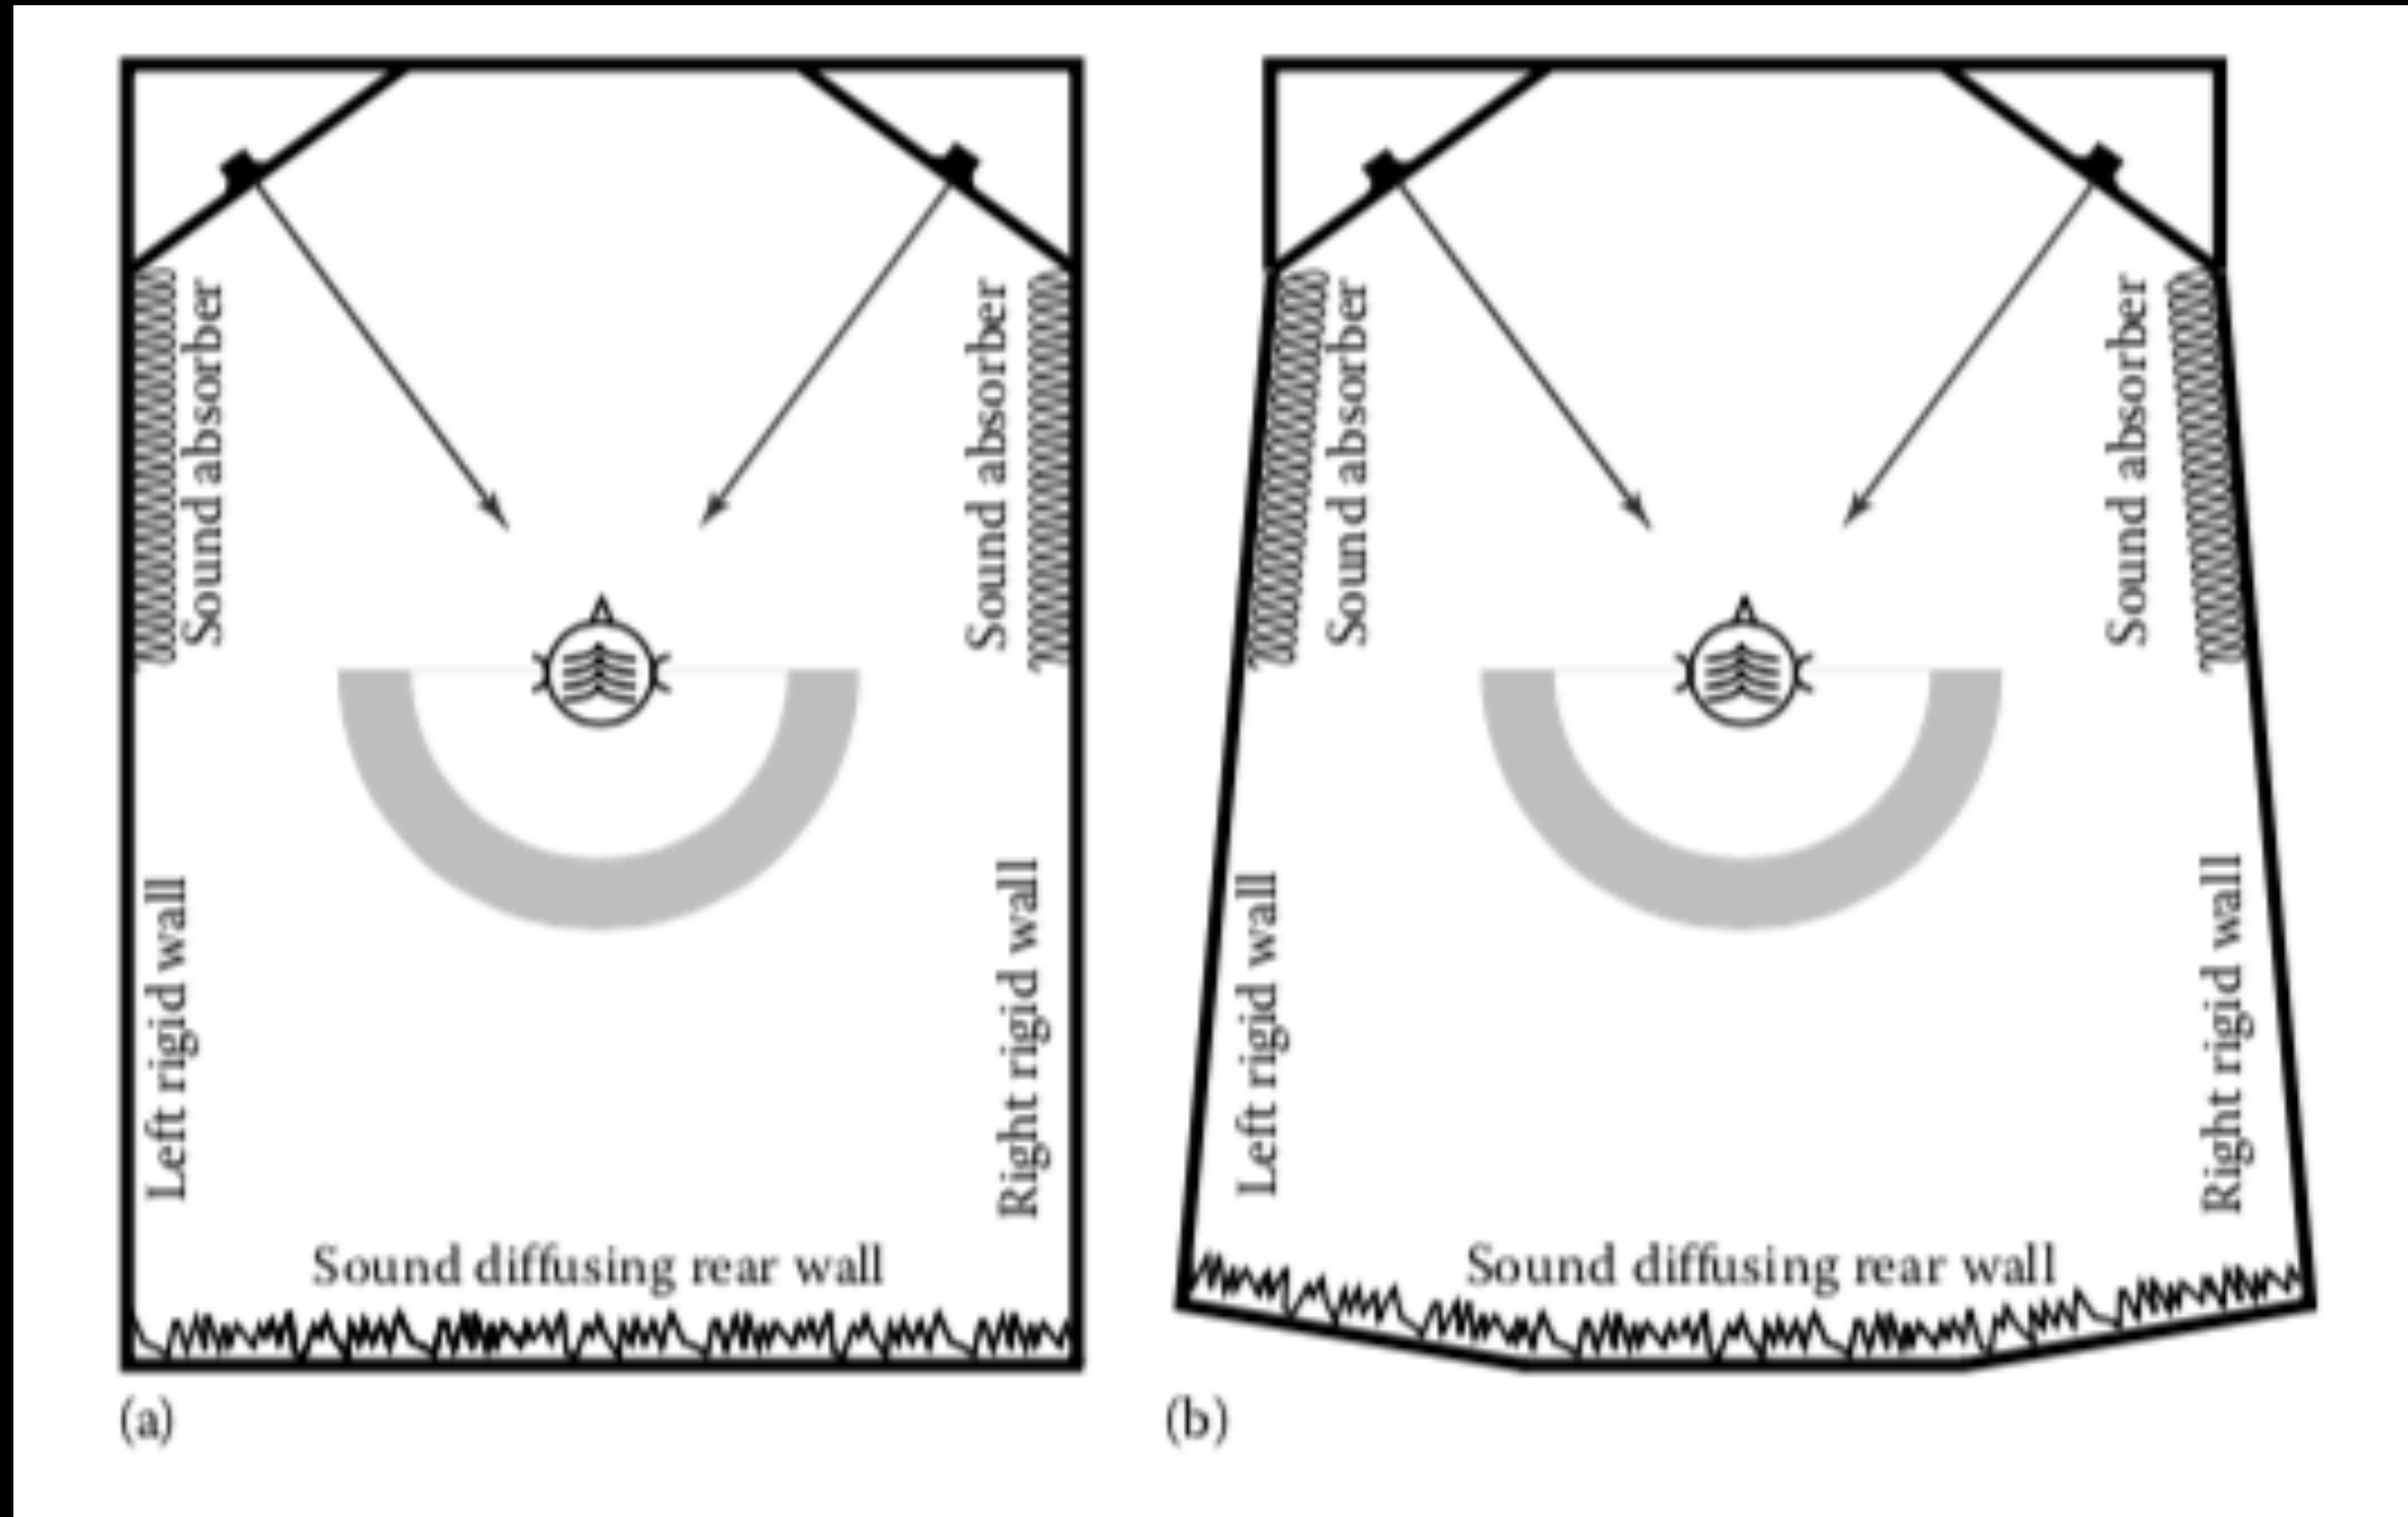 Sound absorber
Sound absorber
Left rigid wall
Right rigid wall
Sound diffusing rear wall
(a)
Sound absorber
Sound absorber
Left rigid wall
Right rigid wall
Sound diffusing rear wall
(b)